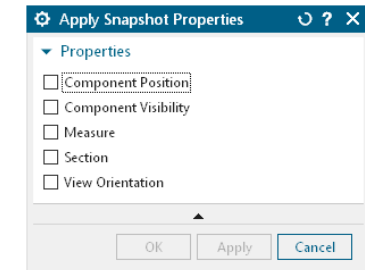 Apply Snapshot Properties ?
Properties
Component Position
Component Visibility
Measure
Section
View Orientation
OK Apply Cancel